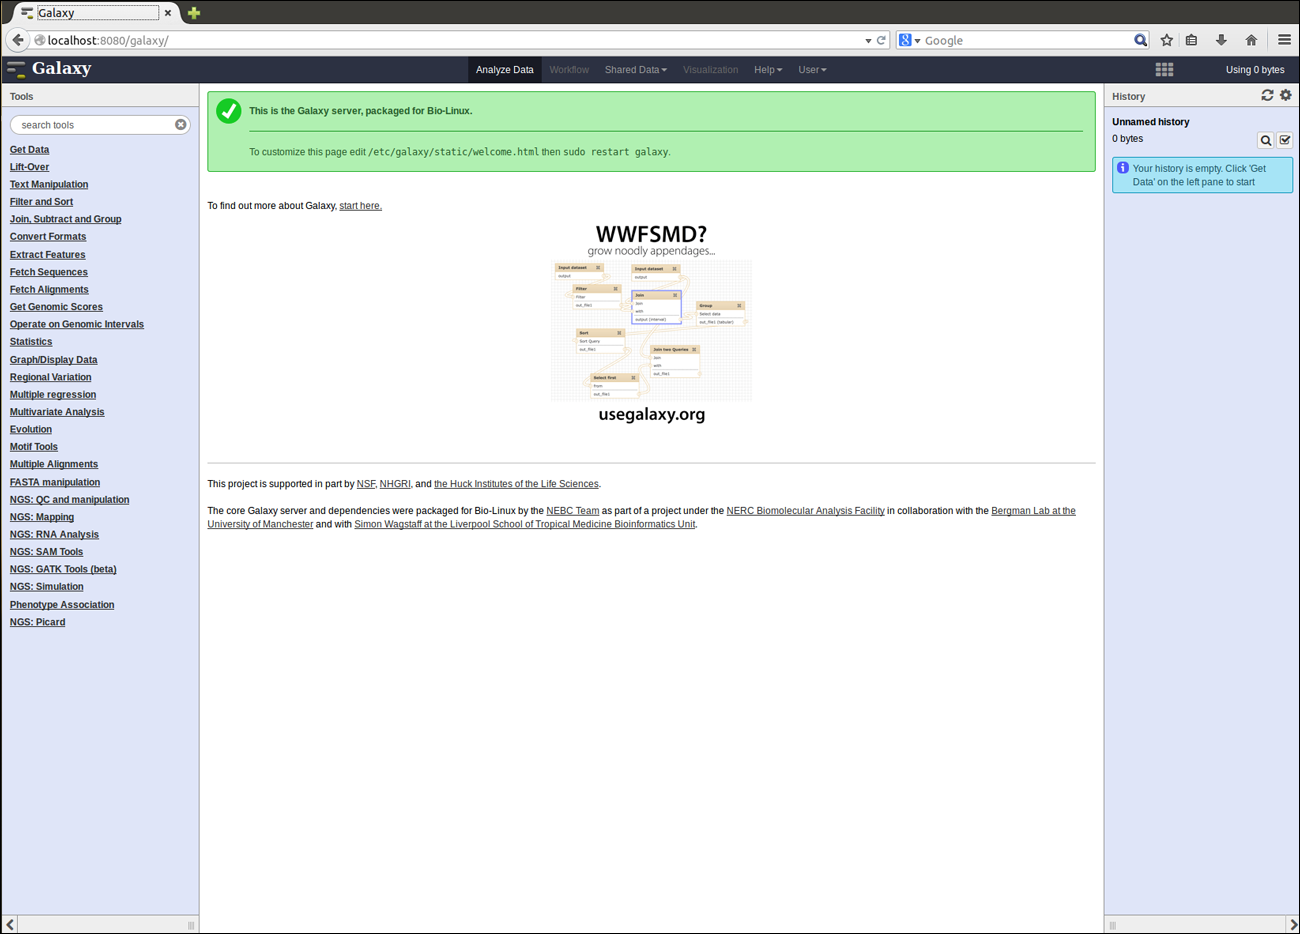 Galaxy
localhost:8080/galaxy/
Google
Galaxy
Analyze Data
Workflow
Shared Data
Visualization
Help
User
Using 0 bytes
Tools
search tools
Get Data
Lift-Over
Text Manipulation
Filter and Sort
Join, Subtract and Group
Convert Formats
Extract Features
Fetch Sequences
Fetch Alignments
Get Genomic Scores
Operate on Genomic Intervals
Statistics
Graph/Display Data
Regional Variation
Multiple regression
Multivariate Analysis
Evolution
Motif Tools
Multiple Alignments
FASTA manipulation
NGS: QC and manipulation
NGS: Mapping
NGS: RNA Analysis
NGS: SAM Tools
NGS: GATK Tools (beta)
NGS: Simulation
Phenotype Association
NGS: Picard
This is the Galaxy server, packaged for Bio-Linux.
To customize this page edit /etc/galaxy/static/welcome.html then sudo restart galaxy.
To find out more about Galaxy, start here.
WWFSMD?
grow noodly appendages...
Input dataset
output
Input dataset
output
Filter
Filter
out_file1
Join
Join
with
output (interval)
Group
Select data
out_file1 (tabular)
Sort
Sort Query
out_file1
Join two Queries
Join
with
out_file1
Select first
from
out_file1
usegalaxy.org
This project is supported in part by NSF, NHGRI, and the Huck Institutes of the Life Sciences.
The core Galaxy server and dependencies were packaged for Bio-Linux by the NEBC Team as part of a project under the NERC Biomolecular Analysis Facility in collaboration with the Bergman Lab at the
University of Manchester and with Simon Wagstaff at the Liverpool School of Tropical Medicine Bioinformatics Unit.
History
Unnamed history
0 bytes
Your history is empty. Click 'Get
Data' on the left pane to start